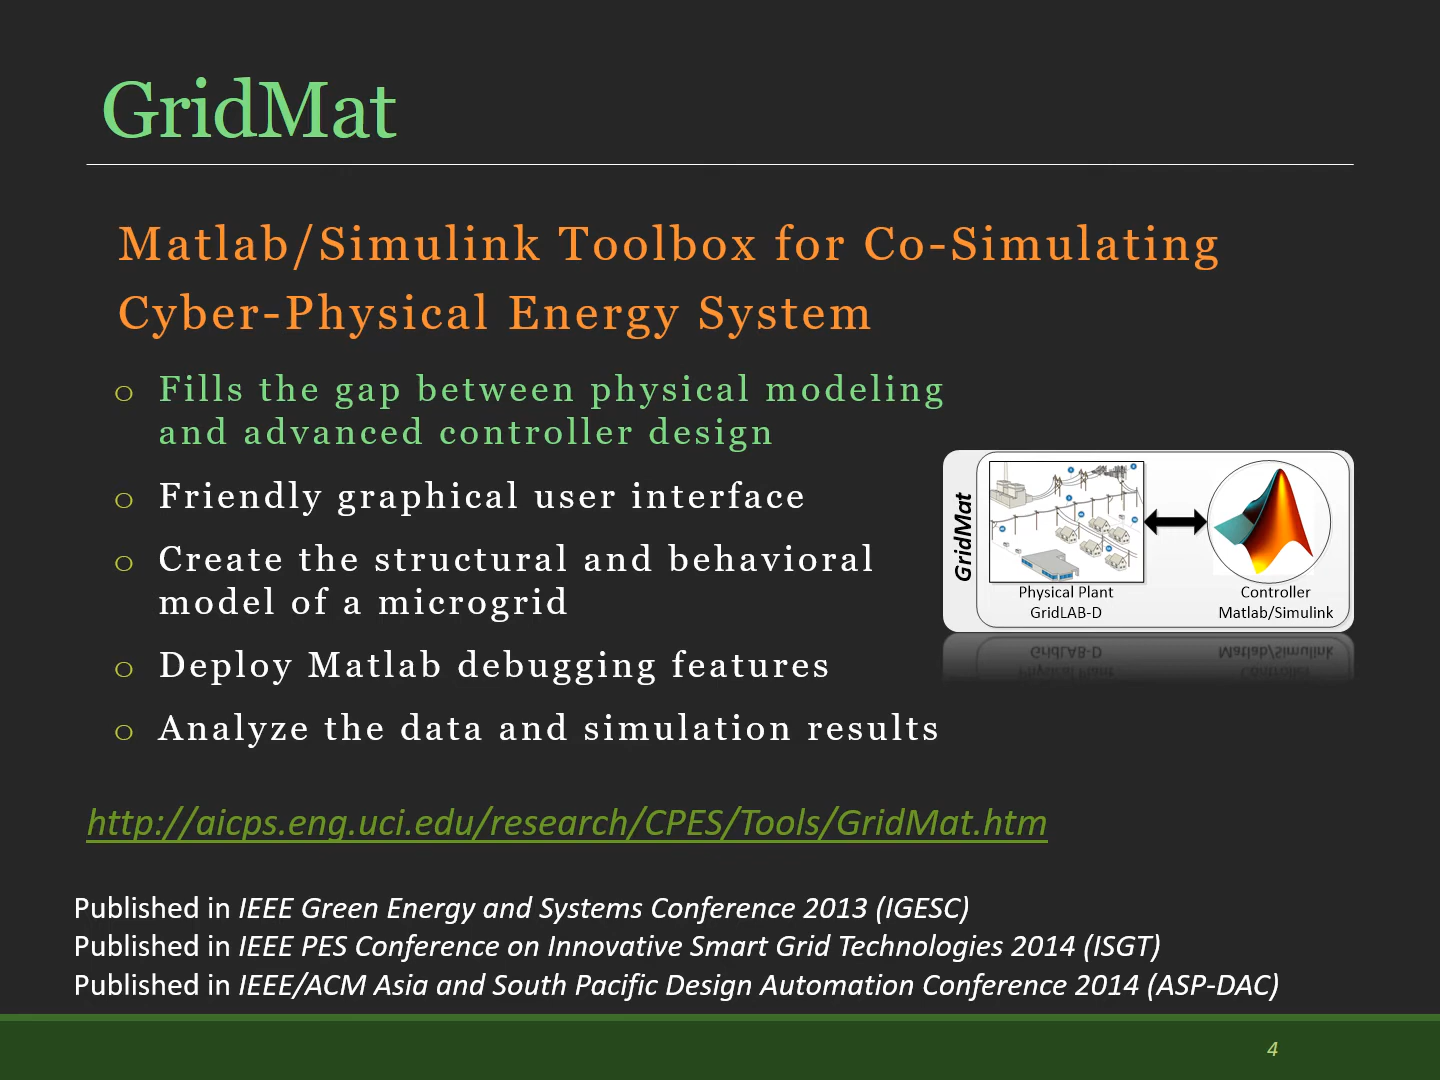 GridMat
Matlab/Simulink Toolbox for Co-Simulating
Cyber-Physical Energy System
o Fills the gap between physical modeling
and advanced controller design
o Friendly graphical user interface
o Create the structural and behavioral
model of a microgrid
o Deploy Matlab debugging features
o Analyze the data and simulation results
GridMat
Physical Plant
GridLAB-D
Controller
Matlab/Simulink
http://aicps.eng.uci.edu/research/CPES/Tools/GridMat.htm
Published in IEEE Green Energy and Systems Conference 2013 (IGESC)
Published in IEEE PES Conference on Innovative Smart Grid Technologies 2014 (ISGT)
Published in IEEE/ACM Asia and South Pacific Design Automation Conference 2014 (ASP-DAC)
4